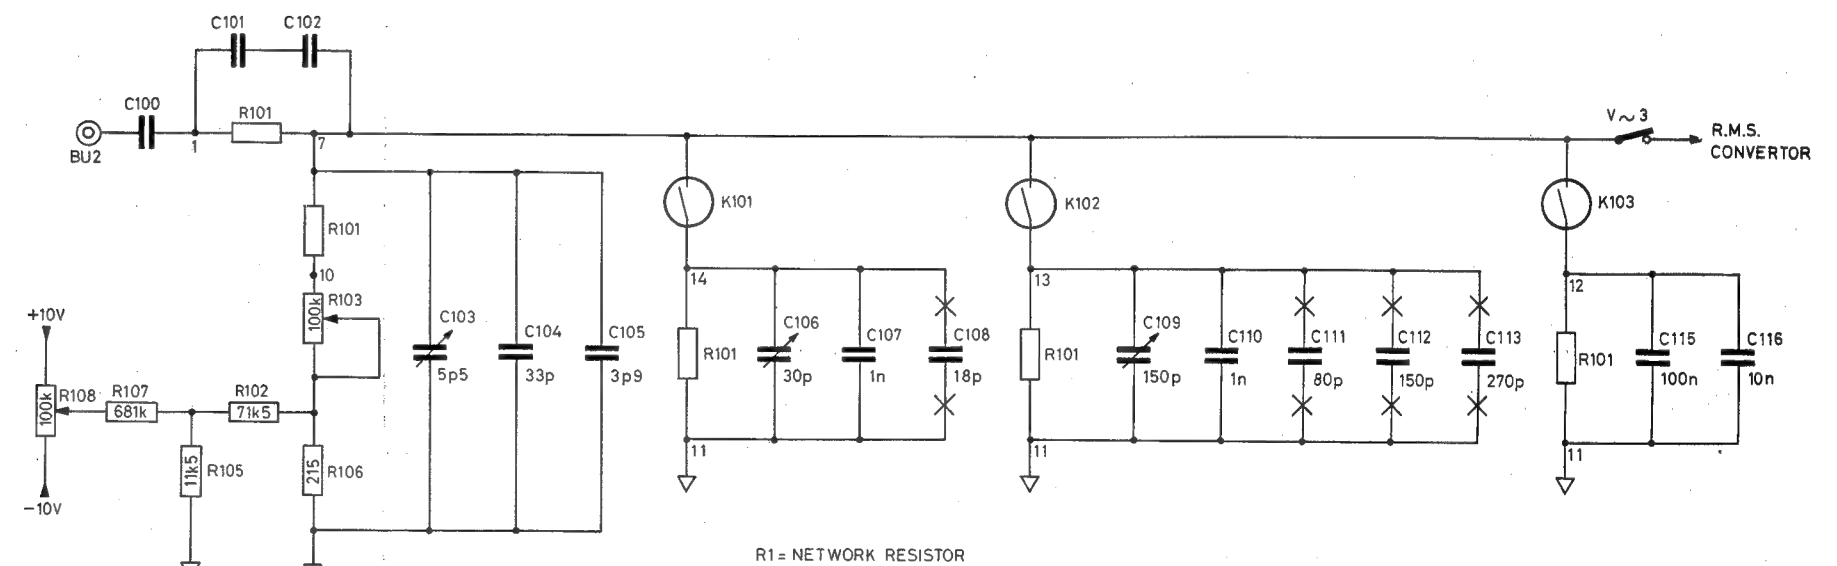 C101 C102
C100
R101
BU2
1
7
V~3
R.M.S.
CONVERTOR
K101
K102
K103
R101
10
14
13
12
R103
100k
+10V
C103
5p5
C104
33p
C105
3p9
R101
C106
30p
C107
1n
C108
18p
R101
C109
150p
C110
1n
C111
80p
C112
150p
C113
270p
R101
C115
100n
C116
10n
R108
100k
R107
681k
R102
71k5
R105
11k5
R106
215
-10V
11
11
11
R1 = NETWORK RESISTOR